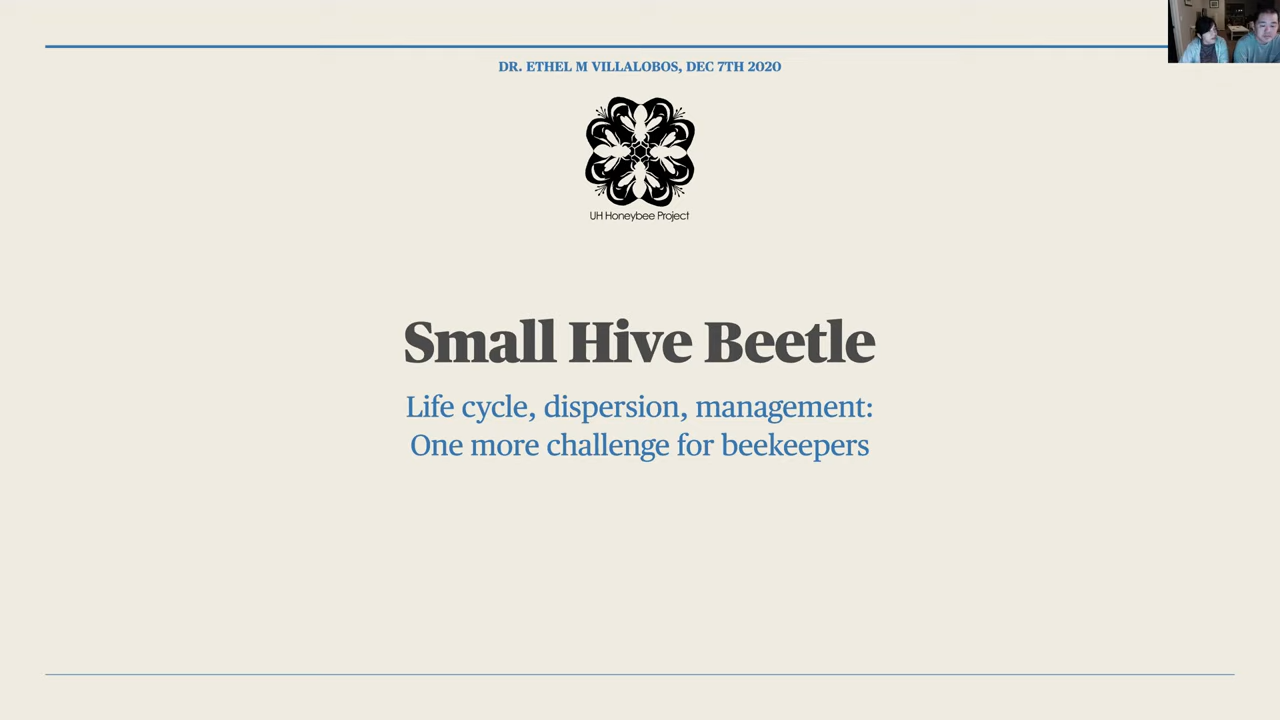 DR. ETHEL M VILLALOBOS, DEC 7TH 2020
UH Honeybee Project
Small Hive Beetle
Life cycle, dispersion, management:
One more challenge for beekeepers